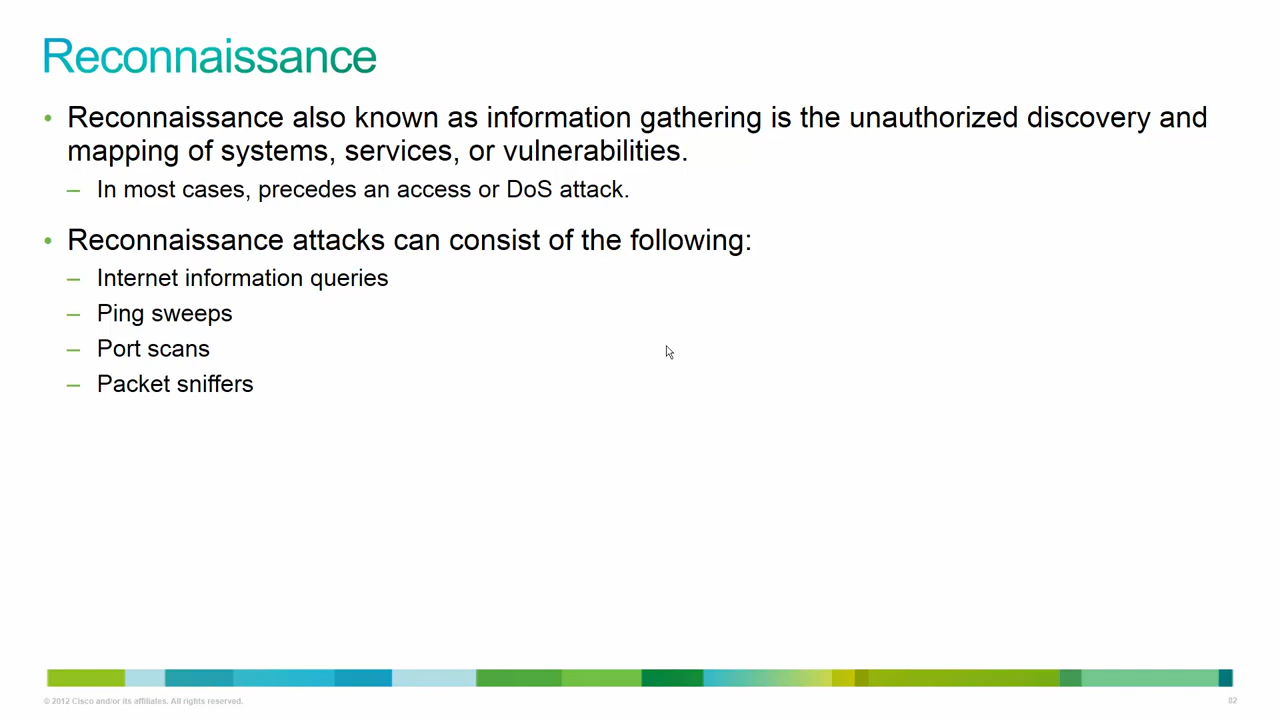 Reconnaissance
• Reconnaissance also known as information gathering is the unauthorized discovery and
mapping of systems, services, or vulnerabilities.
– In most cases, precedes an access or DoS attack.
• Reconnaissance attacks can consist of the following:
– Internet information queries
– Ping sweeps
– Port scans
– Packet sniffers
© 2012 Cisco and/or its affiliates. All rights reserved.
82